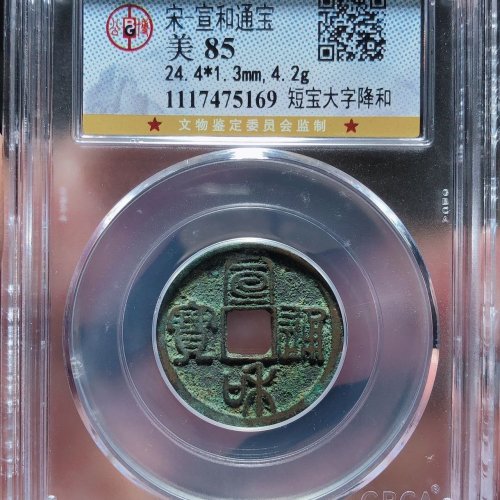 宋-宣和通宝
美 85
24.4*1.3mm,4.2g
1117475169 短宝大字降和
★ 文物鉴定委员会监制 ★
宣和通寶